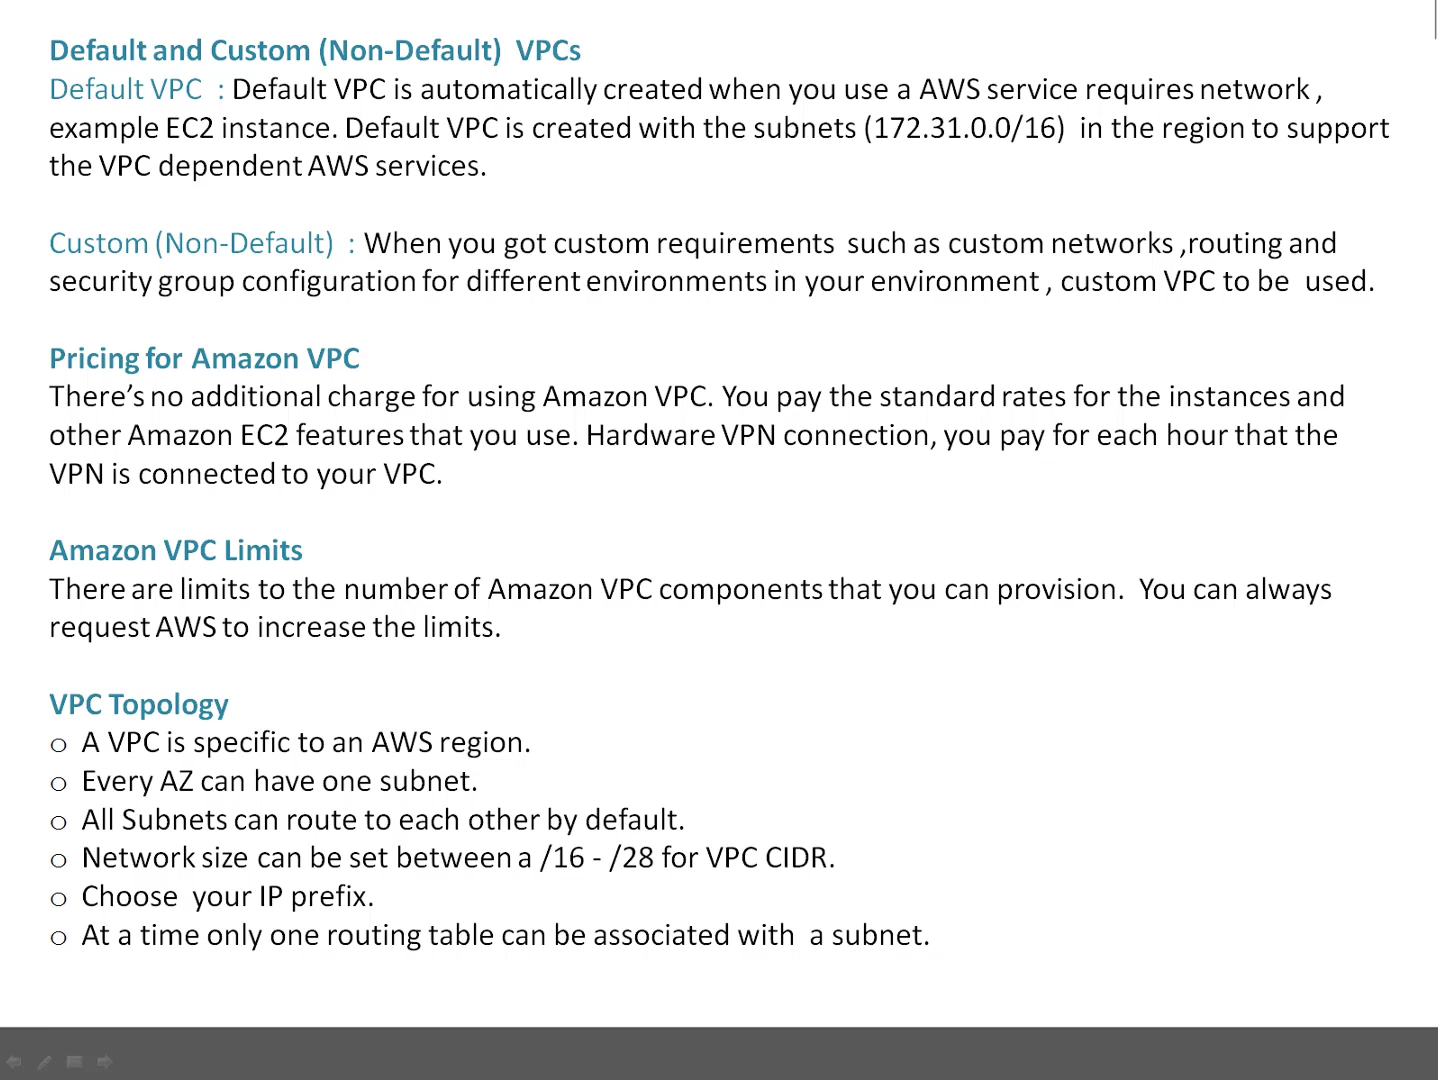 Default and Custom (Non-Default) VPCs
Default VPC : Default VPC is automatically created when you use a AWS service requires network ,
example EC2 instance. Default VPC is created with the subnets (172.31.0.0/16) in the region to support
the VPC dependent AWS services.
Custom (Non-Default) : When you got custom requirements such as custom networks ,routing and
security group configuration for different environments in your environment , custom VPC to be used.
Pricing for Amazon VPC
There’s no additional charge for using Amazon VPC. You pay the standard rates for the instances and
other Amazon EC2 features that you use. Hardware VPN connection, you pay for each hour that the
VPN is connected to your VPC.
Amazon VPC Limits
There are limits to the number of Amazon VPC components that you can provision. You can always
request AWS to increase the limits.
VPC Topology
o A VPC is specific to an AWS region.
o Every AZ can have one subnet.
o All Subnets can route to each other by default.
o Network size can be set between a /16 - /28 for VPC CIDR.
o Choose your IP prefix.
o At a time only one routing table can be associated with a subnet.